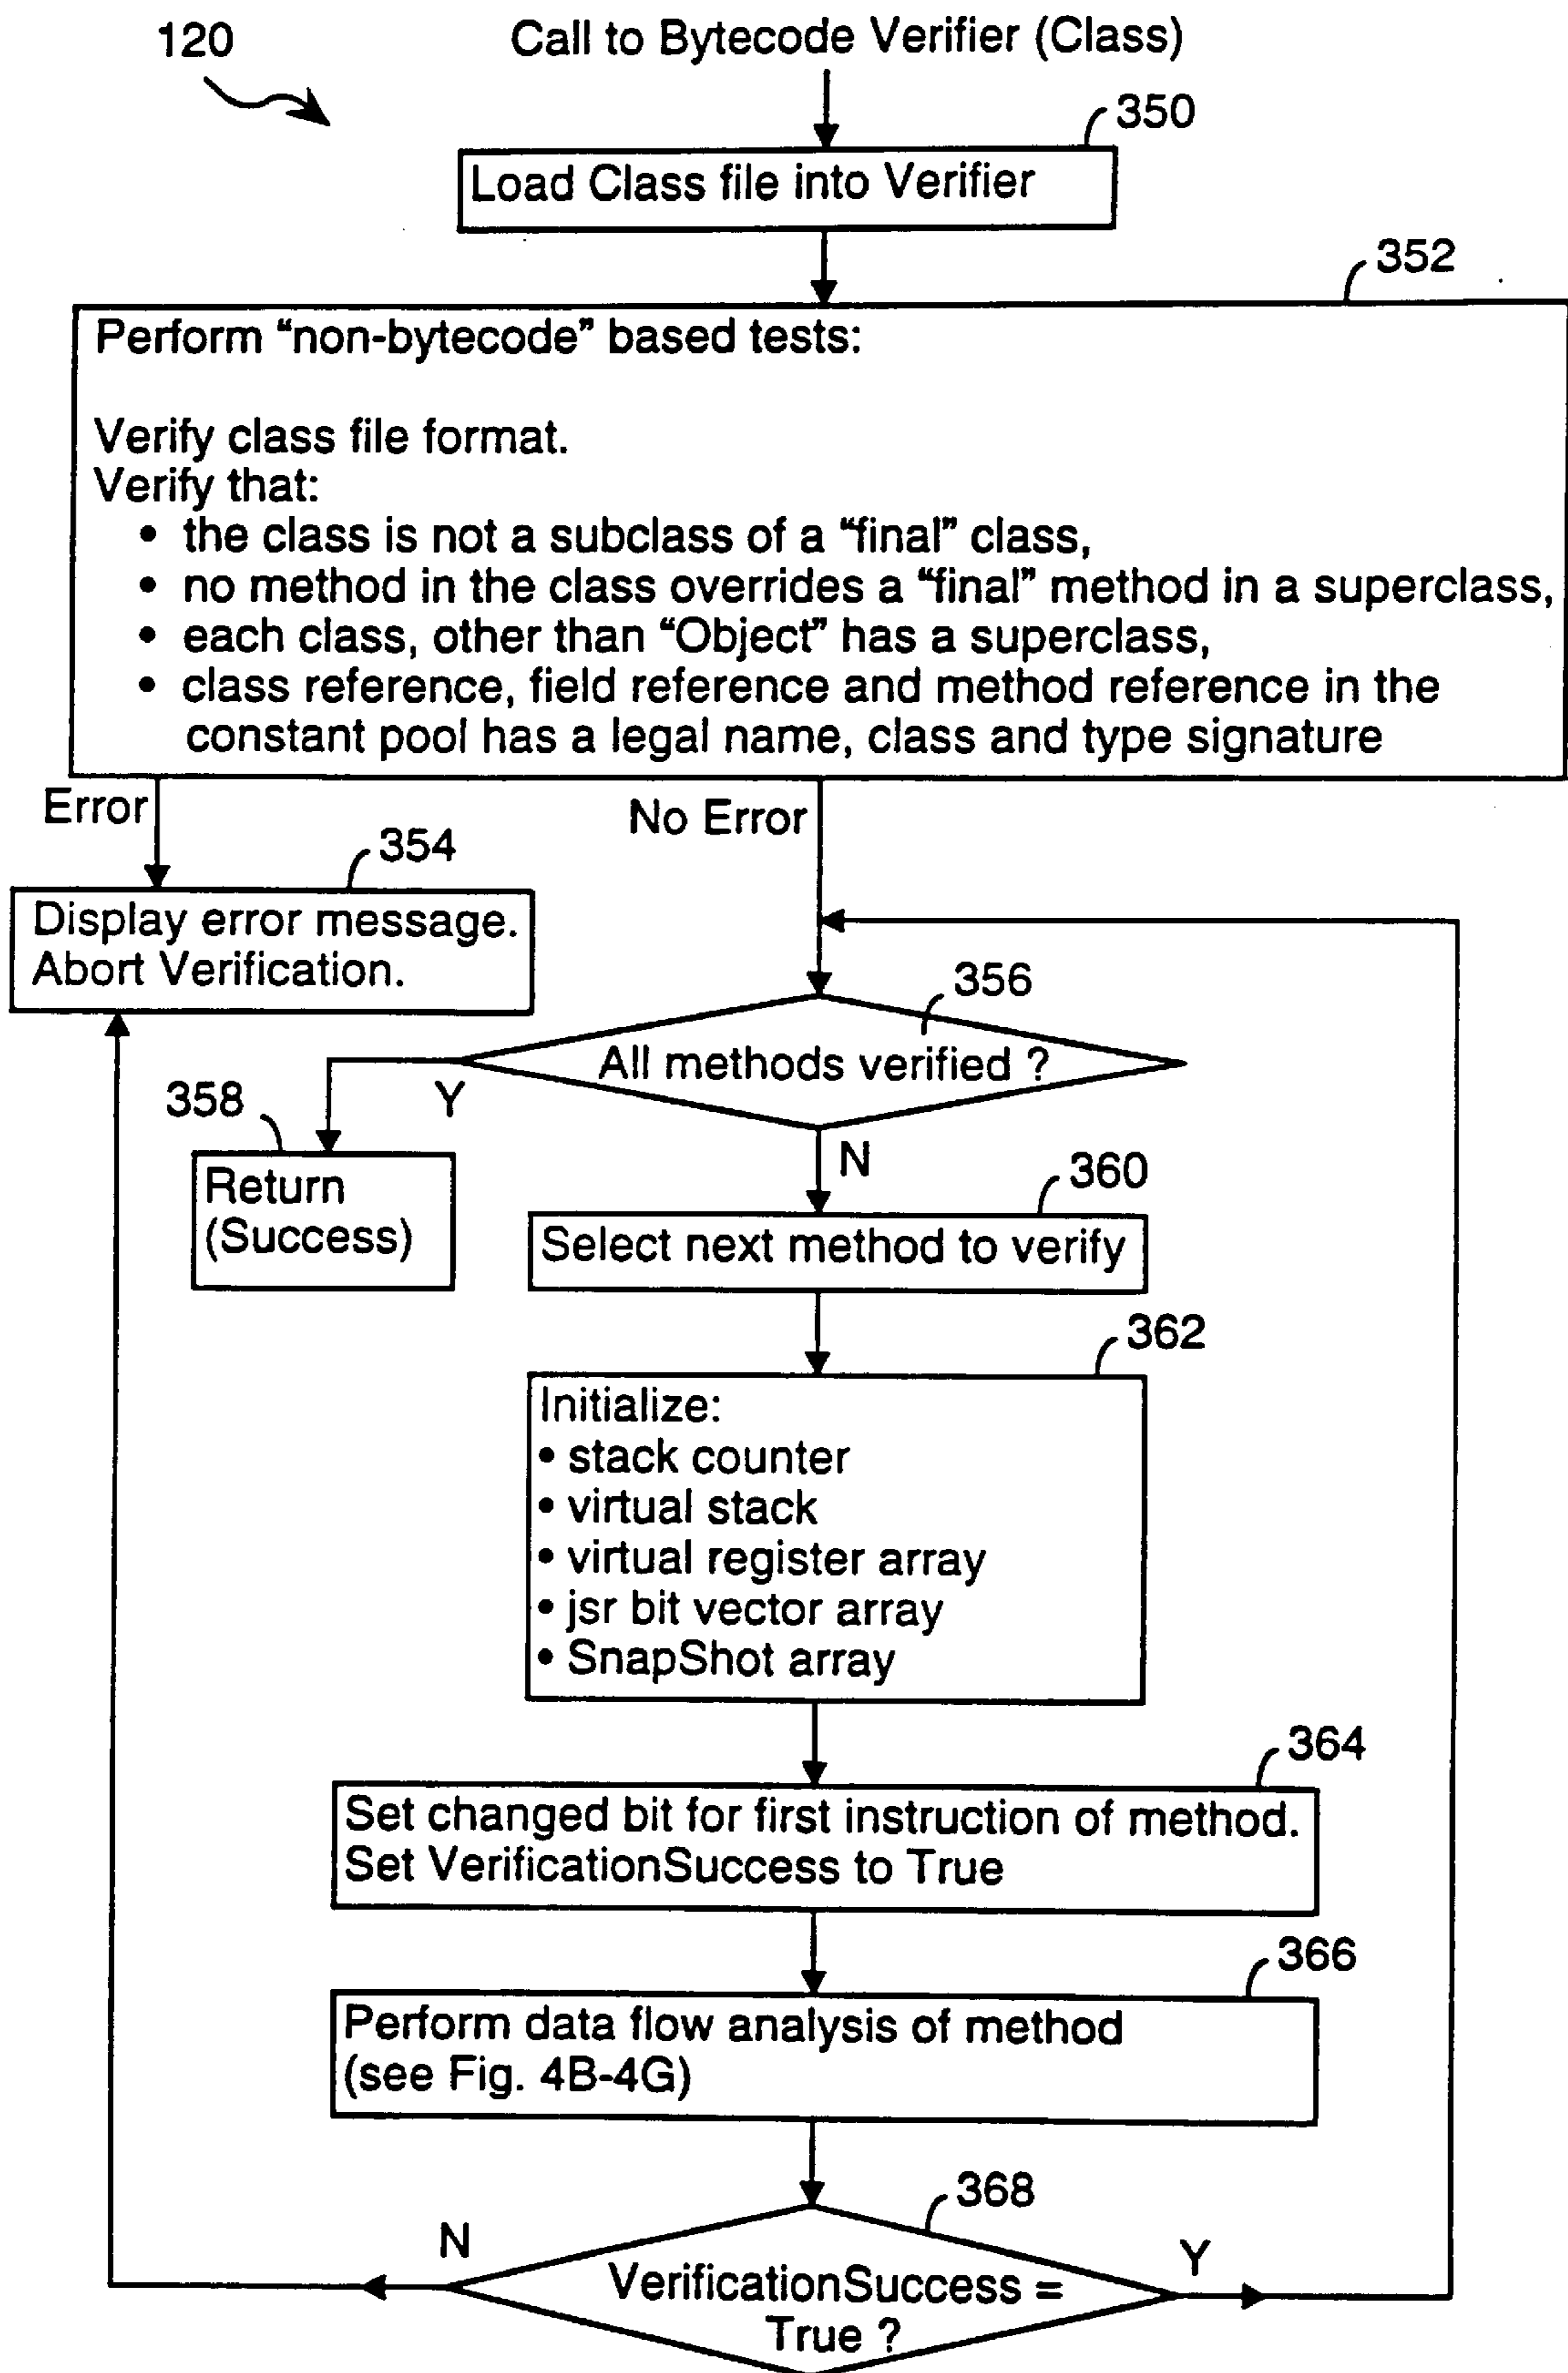 120
Call to Bytecode Verifier (Class)
350
Load Class file into Verifier
352
Perform “non-bytecode” based tests:
Verify class file format.
Verify that:
• the class is not a subclass of a “final” class,
• no method in the class overrides a “final” method in a superclass,
• each class, other than “Object” has a superclass,
• class reference, field reference and method reference in the
constant pool has a legal name, class and type signature
Error
No Error
354
Display error message.
Abort Verification.
356
All methods verified ?
Y
358
Return
(Success)
N
360
Select next method to verify
362
Initialize:
• stack counter
• virtual stack
• virtual register array
• jsr bit vector array
• SnapShot array
364
Set changed bit for first instruction of method.
Set VerificationSuccess to True
366
Perform data flow analysis of method
(see Fig. 4B-4G)
368
N
Y
VerificationSuccess =
True ?